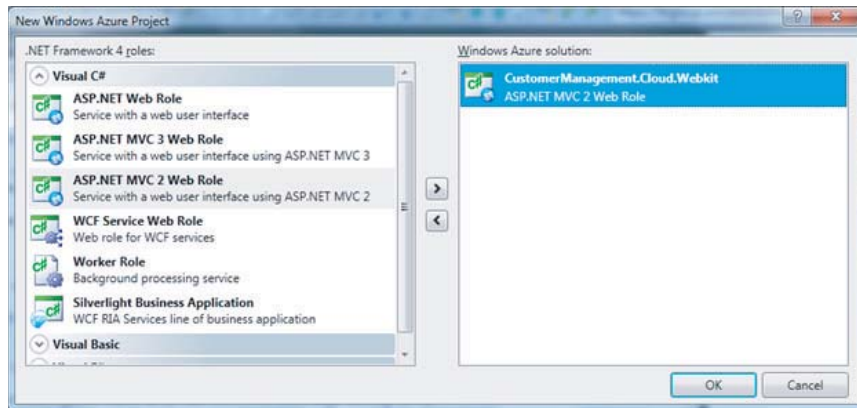 New Windows Azure Project
.NET Framework 4 roles:
Visual C#
ASP.NET Web Role
Service with a web user interface
ASP.NET MVC 3 Web Role
Service with a web user interface using ASP.NET MVC 3
ASP.NET MVC 2 Web Role
Service with a web user interface using ASP.NET MVC 2
WCF Service Web Role
Web role for WCF services
Worker Role
Background processing service
Silverlight Business Application
WCF RIA Services line of business application
Visual Basic
Windows Azure solution:
CustomerManagement.Cloud.Webkit
ASP.NET MVC 2 Web Role
OK
Cancel